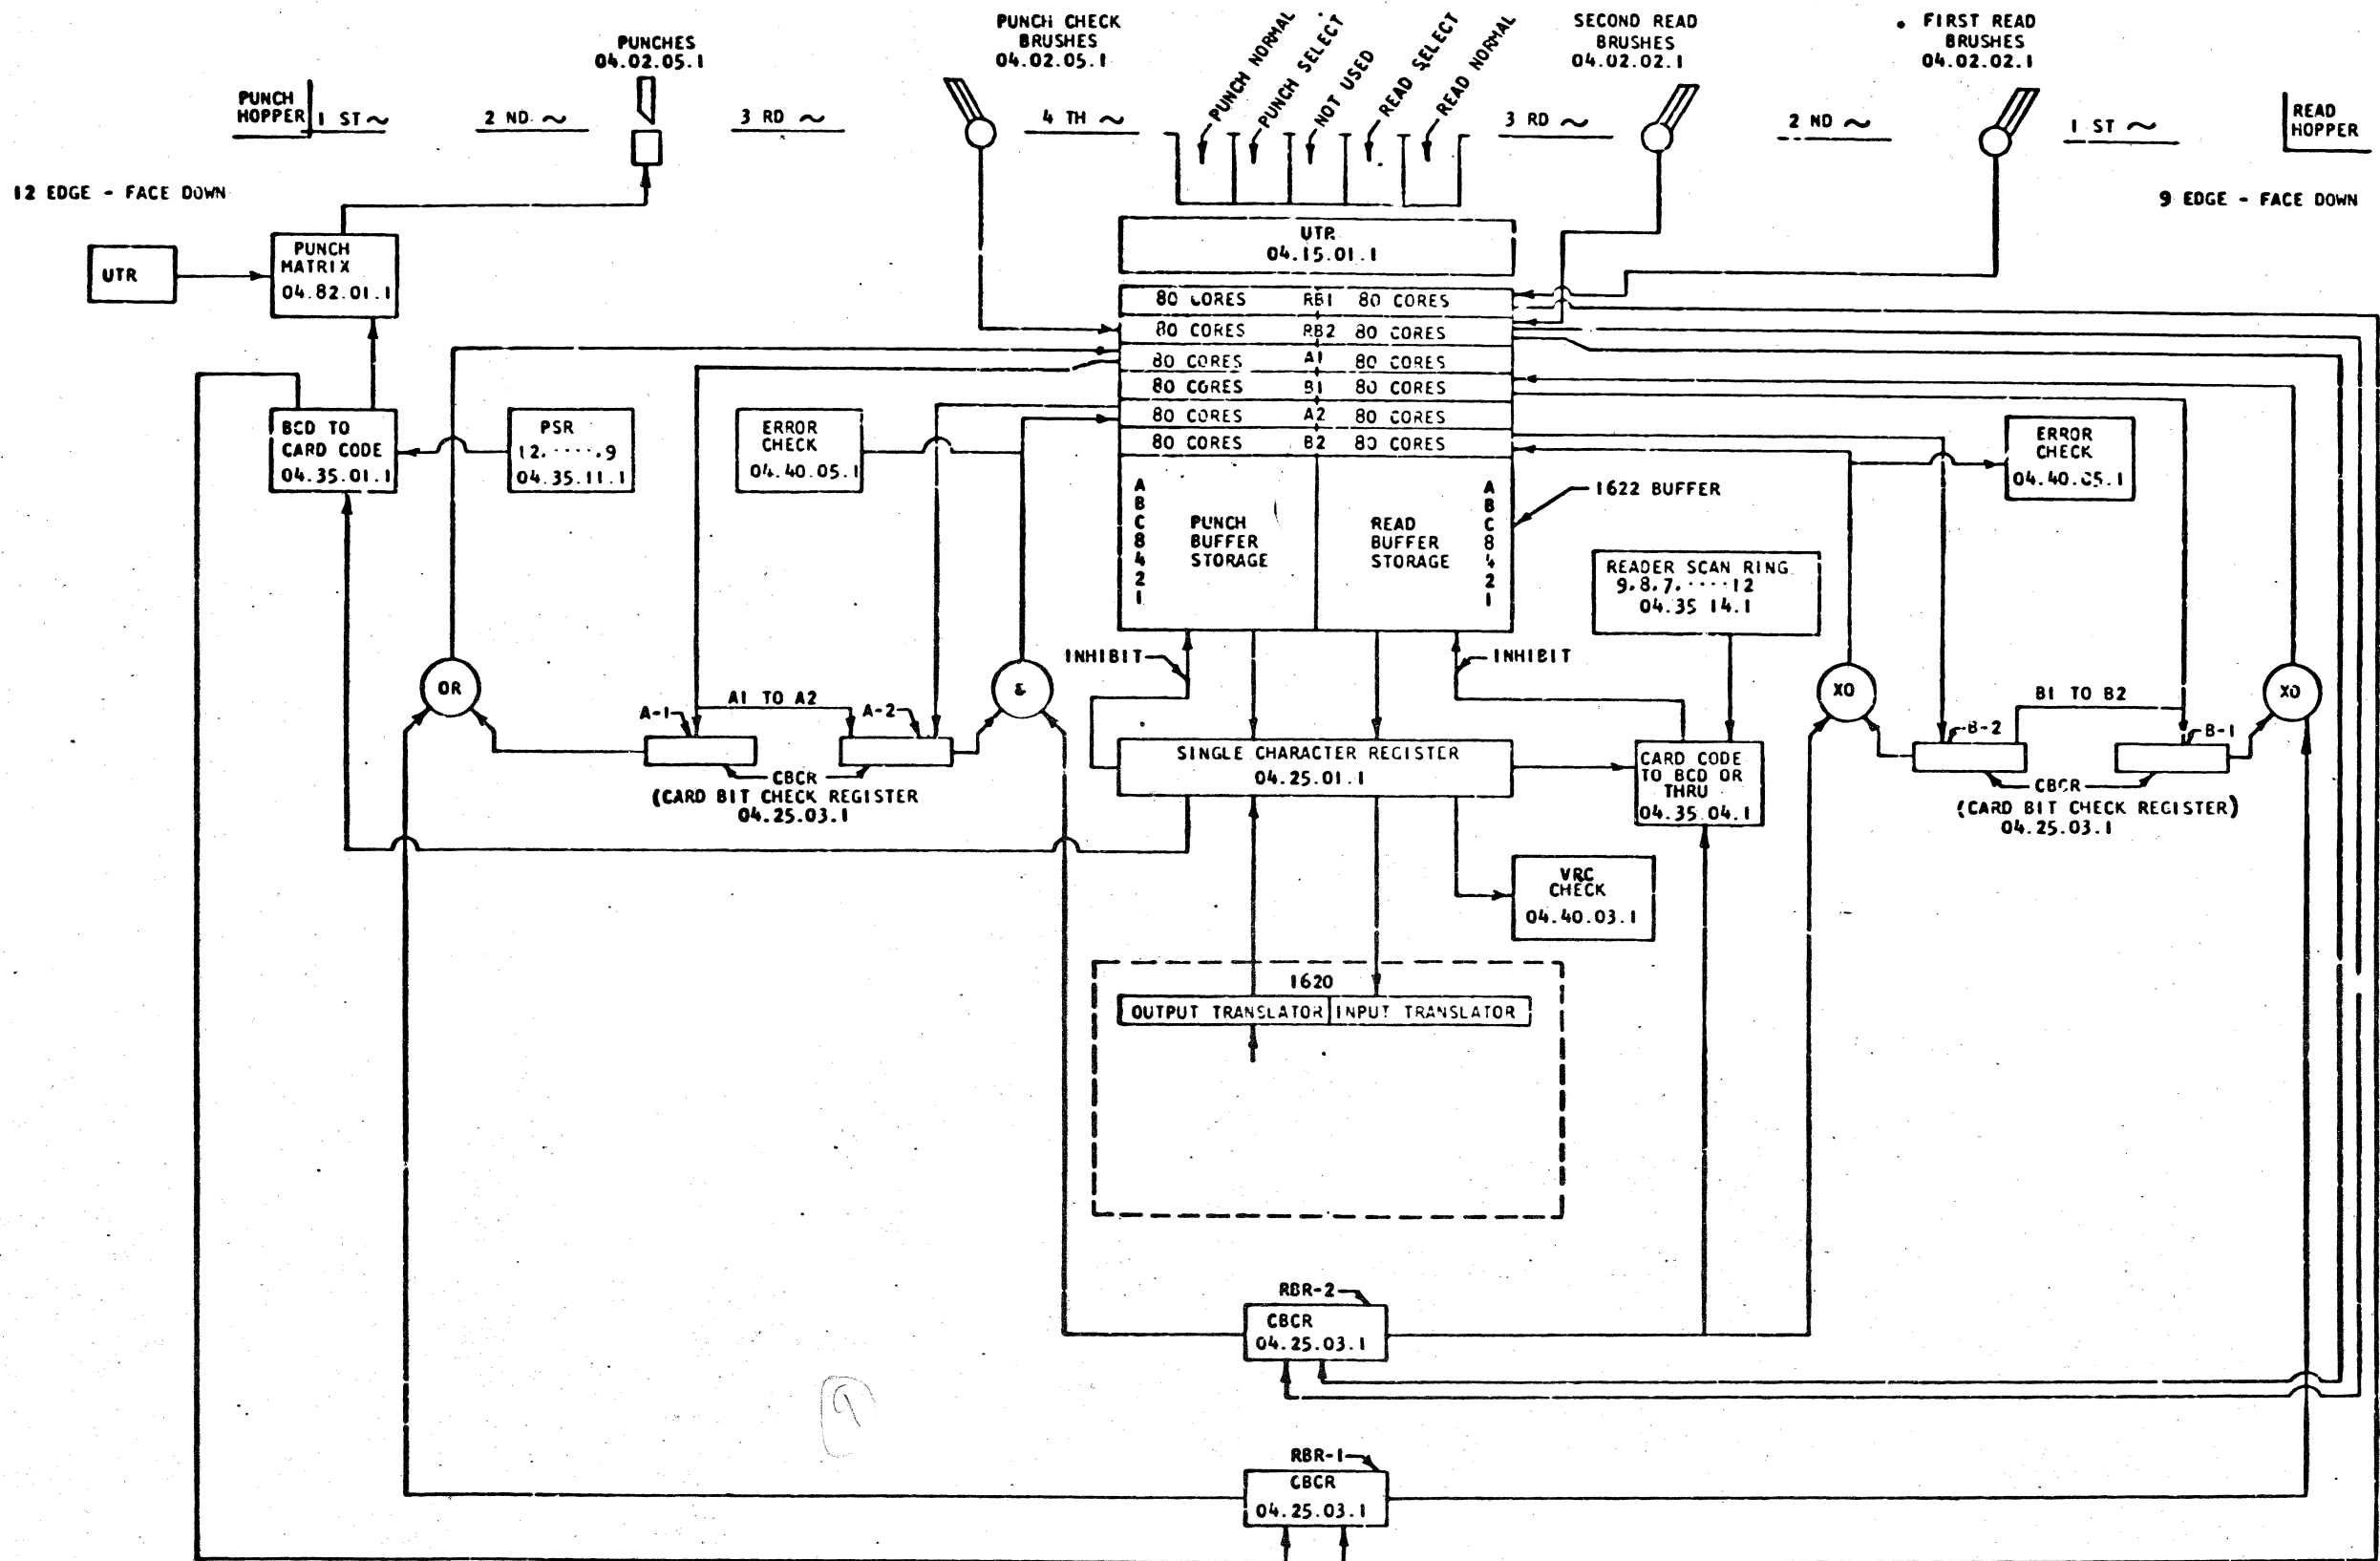 PUNCHES
04.02.05.1
PUNCH CHECK
BRUSHES
04.02.05.1
PUNCH NORMAL
PUNCH SELECT
NOT USED
READ SELECT
READ NORMAL
SECOND READ
BRUSHES
04.02.02.1
FIRST READ
BRUSHES
04.02.02.1
PUNCH
HOPPER
1 ST ~
2 ND ~
3 RD ~
4 TH ~
3 RD ~
2 ND ~
1 ST ~
READ
HOPPER
12 EDGE - FACE DOWN
9 EDGE - FACE DOWN
UTR
PUNCH
MATRIX
04.82.01.1
UTR
04.15.01.1
80 CORES RB1 80 CORES
80 CORES RB2 80 CORES
80 CORES A1 80 CORES
80 CORES B1 80 CORES
80 CORES A2 80 CORES
80 CORES B2 80 CORES
BCD TO
CARD CODE
04.35.01.1
PSR
12.····.9
04.35.11.1
ERROR
CHECK
04.40.05.1
A
B
C
8
4
2
1
PUNCH
BUFFER
STORAGE
READ
BUFFER
STORAGE
A
B
C
8
4
2
1
1622 BUFFER
ERROR
CHECK
04.40.05.1
READER SCAN RING
9.8.7.····12
04.35 14.1
INHIBIT
INHIBIT
OR
A-1
A1 TO A2
A-2
&
XO
B-2
B1 TO B2
B-1
XO
CBCR
(CARD BIT CHECK REGISTER
04.25.03.1
SINGLE CHARACTER REGISTER
04.25.01.1
CARD CODE
TO BCD OR
THRU
04.35.04.1
CBCR
(CARD BIT CHECK REGISTER)
04.25.03.1
VRC
CHECK
04.40.03.1
1620
OUTPUT TRANSLATOR
INPUT TRANSLATOR
RBR-2
CBCR
04.25.03.1
9
RBR-1
CBCR
04.25.03.1